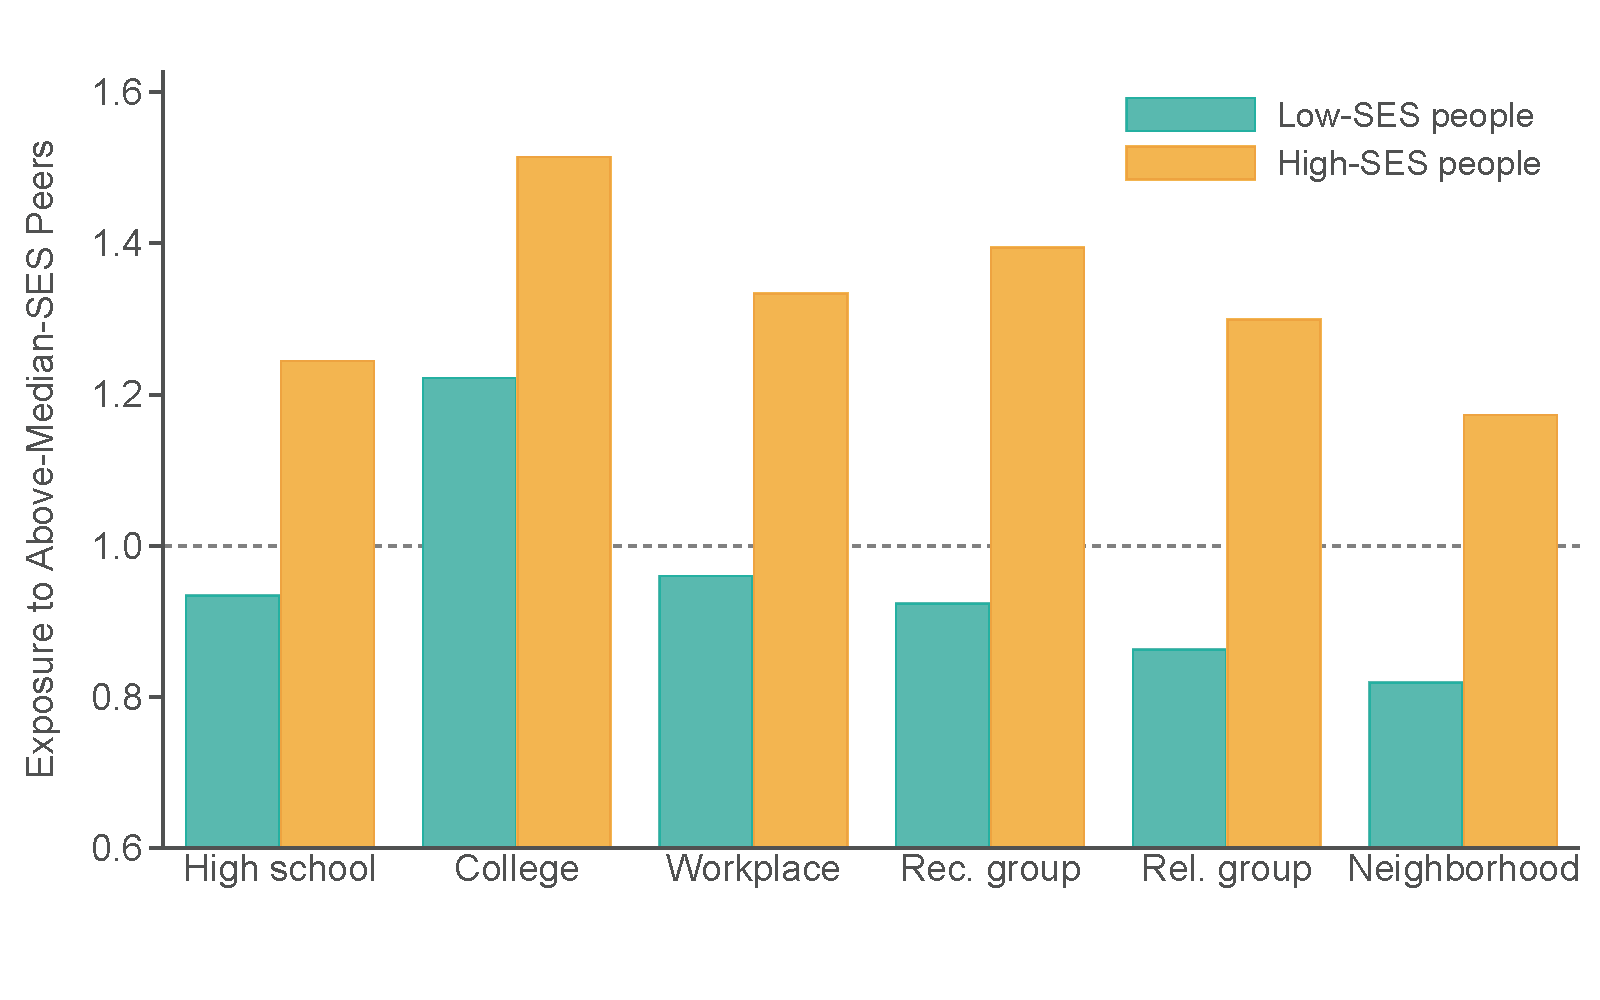 Exposure to Above-Median-SES Peers
1.6
1.4
1.2
1.0
0.8
0.6
Low-SES people
High-SES people
High school
College
Workplace
Rec. group
Rel. group
Neighborhood